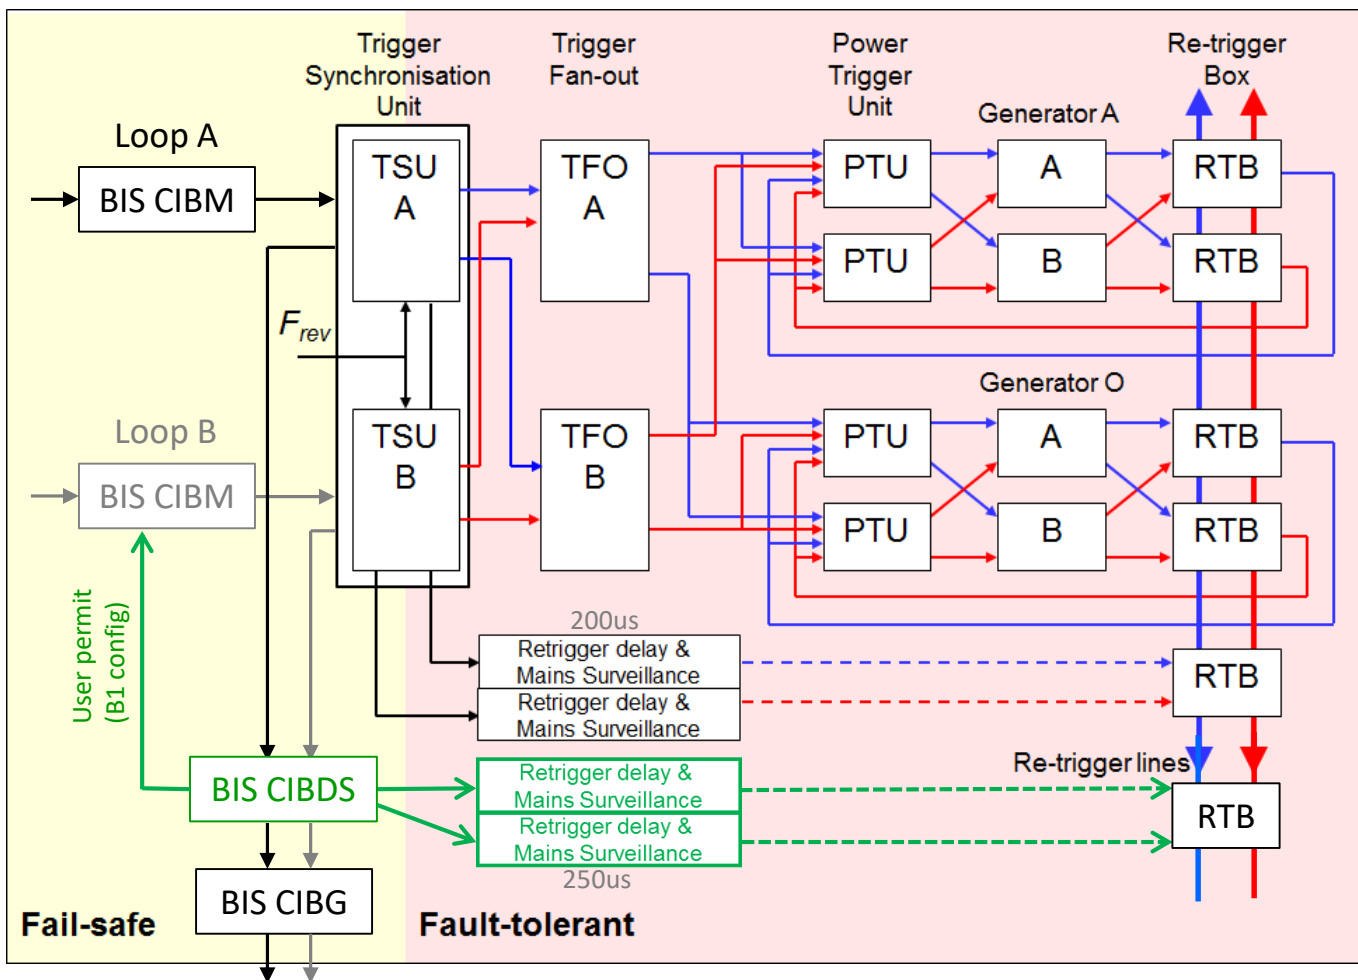 Trigger
Synchronisation
Unit
Trigger
Fan-out
Power
Trigger
Unit
Re-trigger
Box
Generator A
Loop A
BIS CIBM
TSU
A
TFO
A
PTU
A
RTB
PTU
B
RTB
Frev
Generator O
Loop B
BIS CIBM
TSU
B
TFO
B
PTU
A
RTB
PTU
B
RTB
User permit
(B1 config)
200us
Retrigger delay &
Mains Surveillance
Retrigger delay &
Mains Surveillance
RTB
Re-trigger lines
BIS CIBDS
Retrigger delay &
Mains Surveillance
Retrigger delay &
Mains Surveillance
250us
RTB
BIS CIBG
Fail-safe
Fault-tolerant